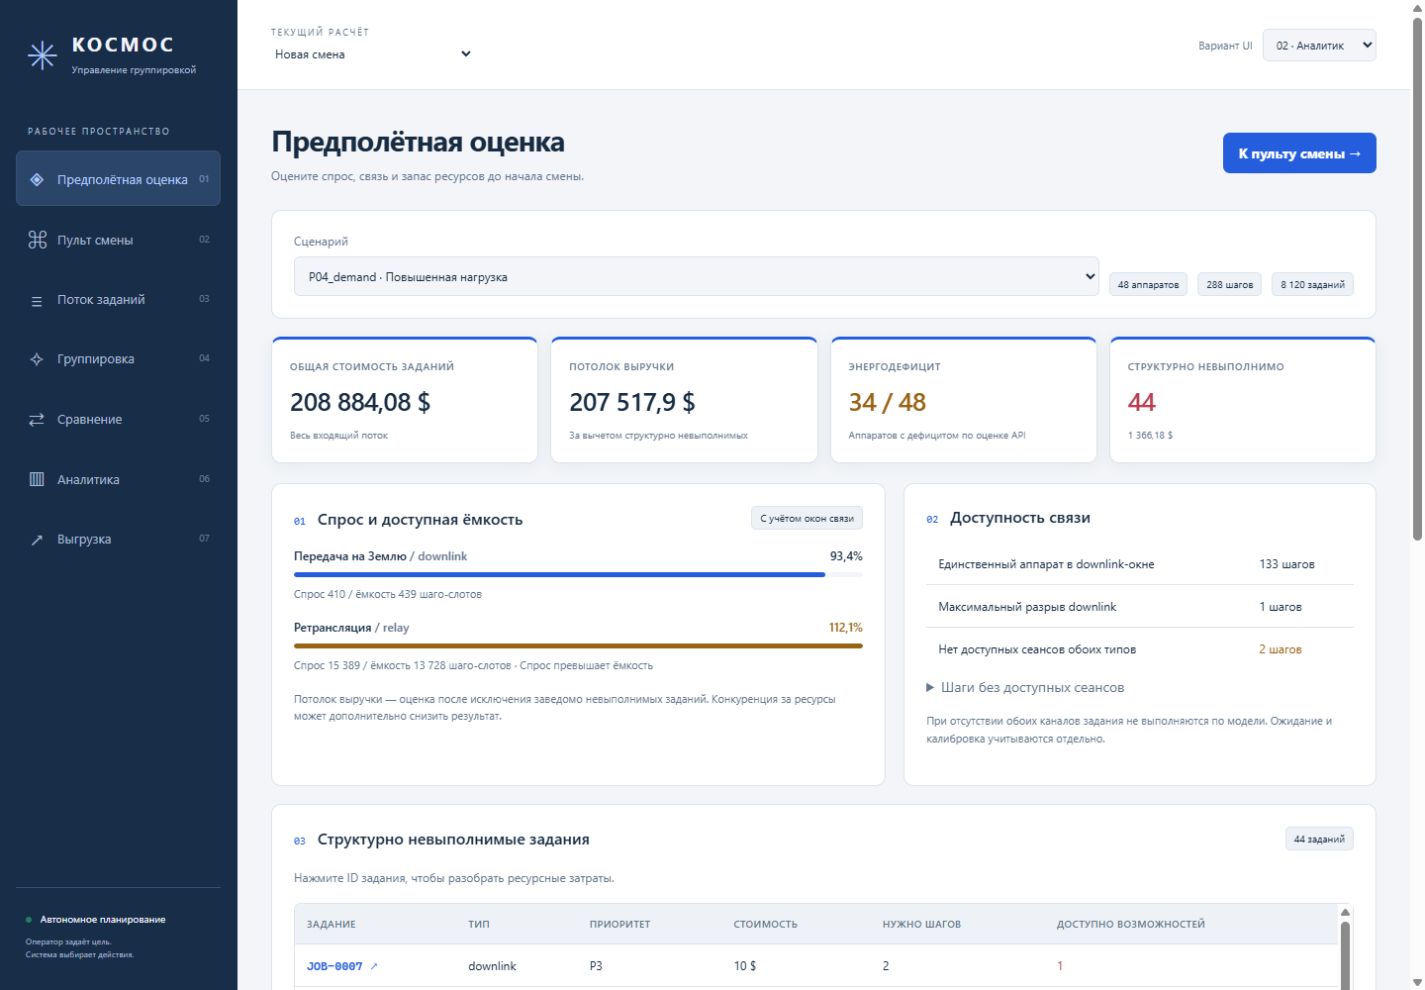 КОСМОС
Управление группировкой
РАБОЧЕЕ ПРОСТРАНСТВО
Предполётная оценка 01
Пульт смены 02
Поток заданий 03
Группировка 04
Сравнение 05
Аналитика 06
Выгрузка 07
Автономное планирование
Оператор задаёт цель.
Система выбирает действия.
ТЕКУЩИЙ РАСЧЁТ
Новая смена
Вариант UI
02 · Аналитик
Предполётная оценка
Оцените спрос, связь и запас ресурсов до начала смены.
К пульту смены →
Сценарий
P04_demand · Повышенная нагрузка
48 аппаратов
288 шагов
8 120 заданий
ОБЩАЯ СТОИМОСТЬ ЗАДАНИЙ
208 884,08 $
Весь входящий поток
ПОТОЛОК ВЫРУЧКИ
207 517,9 $
За вычетом структурно невыполнимых
ЭНЕРГОДЕФИЦИТ
34 / 48
Аппаратов с дефицитом по оценке API
СТРУКТУРНО НЕВЫПОЛНИМО
44
1 366,18 $
01 Спрос и доступная ёмкость
С учётом окон связи
Передача на Землю / downlink 93,4%
Спрос 410 / ёмкость 439 шаго-слотов
Ретрансляция / relay 112,1%
Спрос 15 389 / ёмкость 13 728 шаго-слотов · Спрос превышает ёмкость
Потолок выручки — оценка после исключения заведомо невыполнимых заданий. Конкуренция за ресурсы
может дополнительно снизить результат.
02 Доступность связи
Единственный аппарат в downlink-окне 133 шагов
Максимальный разрыв downlink 1 шагов
Нет доступных сеансов обоих типов 2 шагов
▶ Шаги без доступных сеансов
При отсутствии обоих каналов задания не выполняются по модели. Ожидание и
калибровка учитываются отдельно.
03 Структурно невыполнимые задания
44 заданий
Нажмите ID задания, чтобы разобрать ресурсные затраты.
ЗАДАНИЕ ТИП ПРИОРИТЕТ СТОИМОСТЬ НУЖНО ШАГОВ ДОСТУПНО ВОЗМОЖНОСТЕЙ
JOB-0007 ↗ downlink P3 10 $ 2 1